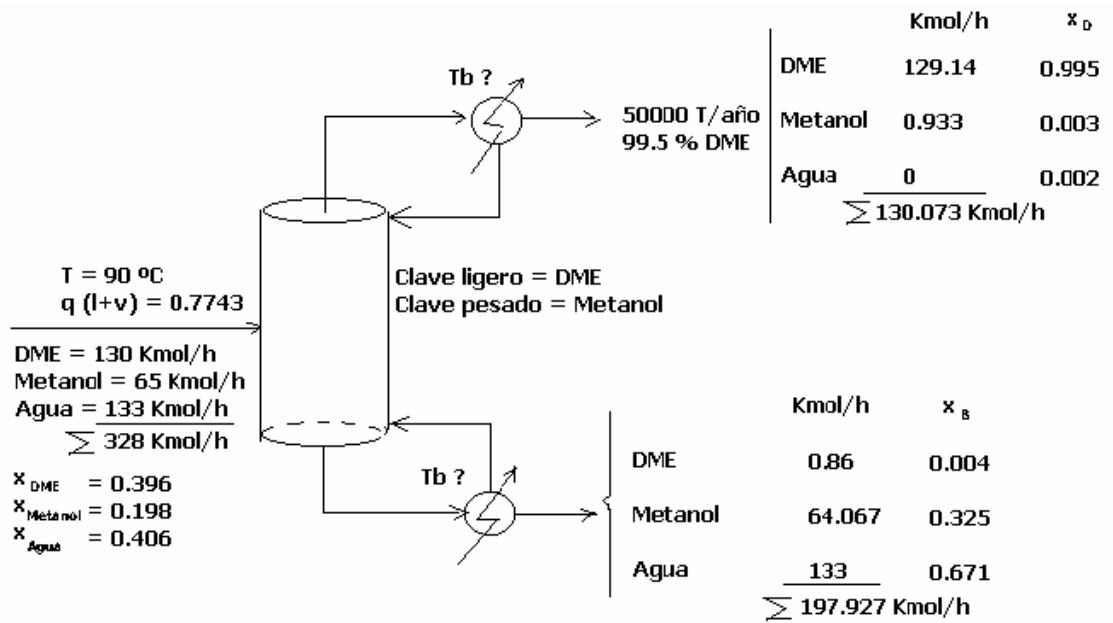 Kmol/h x D
Tb ?
DME 129.14 0.995
50000 T/año
99.5 % DME
Metanol 0.933 0.003
Agua 0 0.002
∑ 130.073 Kmol/h
T = 90 ºC
q (l+v) = 0.7743
Clave ligero = DME
Clave pesado = Metanol
DME = 130 Kmol/h
Metanol = 65 Kmol/h
Agua = 133 Kmol/h
∑ 328 Kmol/h
x DME = 0.396
x Metanol = 0.198
x Agua = 0.406
Tb ?
Kmol/h x B
DME 0.86 0.004
Metanol 64.067 0.325
Agua 133 0.671
∑ 197.927 Kmol/h